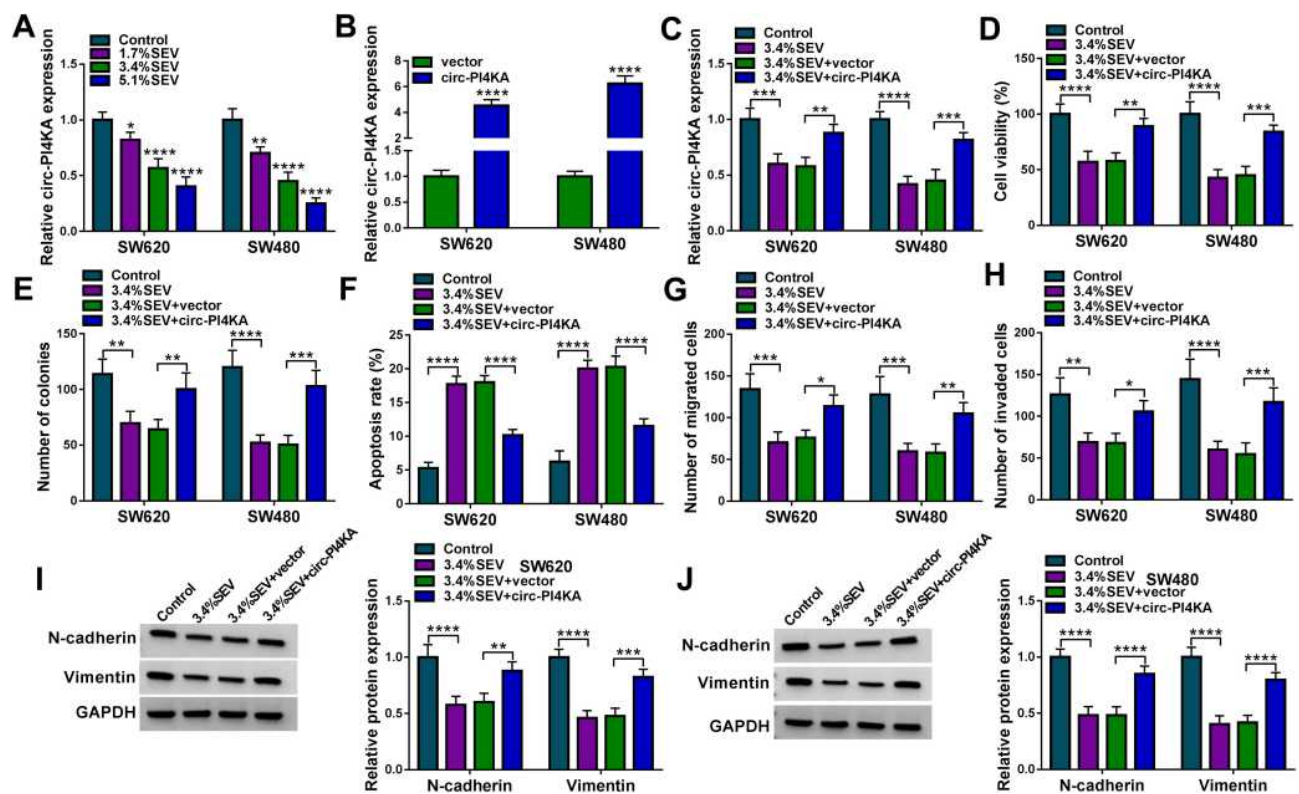 A
Control
1.7%SEV
3.4%SEV
5.1%SEV
Relative circ-PI4KA expression
1.5
1.0
0.5
0.0
*
****
****
**
****
****
SW620
SW480
B
vector
circ-PI4KA
Relative circ-PI4KA expression
8
6
4
2
1.0
0.5
0.0
****
****
SW620
SW480
C
Control
3.4%SEV
3.4%SEV+vector
3.4%SEV+circ-PI4KA
Relative circ-PI4KA expression
1.5
1.0
0.5
0.0
***
**
****
***
SW620
SW480
D
Control
3.4%SEV
3.4%SEV+vector
3.4%SEV+circ-PI4KA
Cell viability (%)
150
100
50
0
****
**
****
***
SW620
SW480
E
Control
3.4%SEV
3.4%SEV+vector
3.4%SEV+circ-PI4KA
Number of colonies
150
100
50
0
**
**
****
***
SW620
SW480
F
Control
3.4%SEV
3.4%SEV+vector
3.4%SEV+circ-PI4KA
Apoptosis rate (%)
25
20
15
10
5
0
****
****
****
****
SW620
SW480
G
Control
3.4%SEV
3.4%SEV+vector
3.4%SEV+circ-PI4KA
Number of migrated cells
200
150
100
50
0
***
*
***
**
SW620
SW480
H
Control
3.4%SEV
3.4%SEV+vector
3.4%SEV+circ-PI4KA
Number of invaded cells
200
150
100
50
0
**
*
****
***
SW620
SW480
I
Control
3.4%SEV
3.4%SEV+vector
3.4%SEV+circ-PI4KA
N-cadherin
Vimentin
GAPDH
Control
3.4%SEV
SW620
3.4%SEV+vector
3.4%SEV+circ-PI4KA
Relative protein expression
1.5
1.0
0.5
0.0
****
**
****
***
N-cadherin
Vimentin
J
Control
3.4%SEV
3.4%SEV+vector
3.4%SEV+circ-PI4KA
N-cadherin
Vimentin
GAPDH
Control
3.4%SEV
SW480
3.4%SEV+vector
3.4%SEV+circ-PI4KA
Relative protein expression
1.5
1.0
0.5
0.0
****
****
****
****
N-cadherin
Vimentin